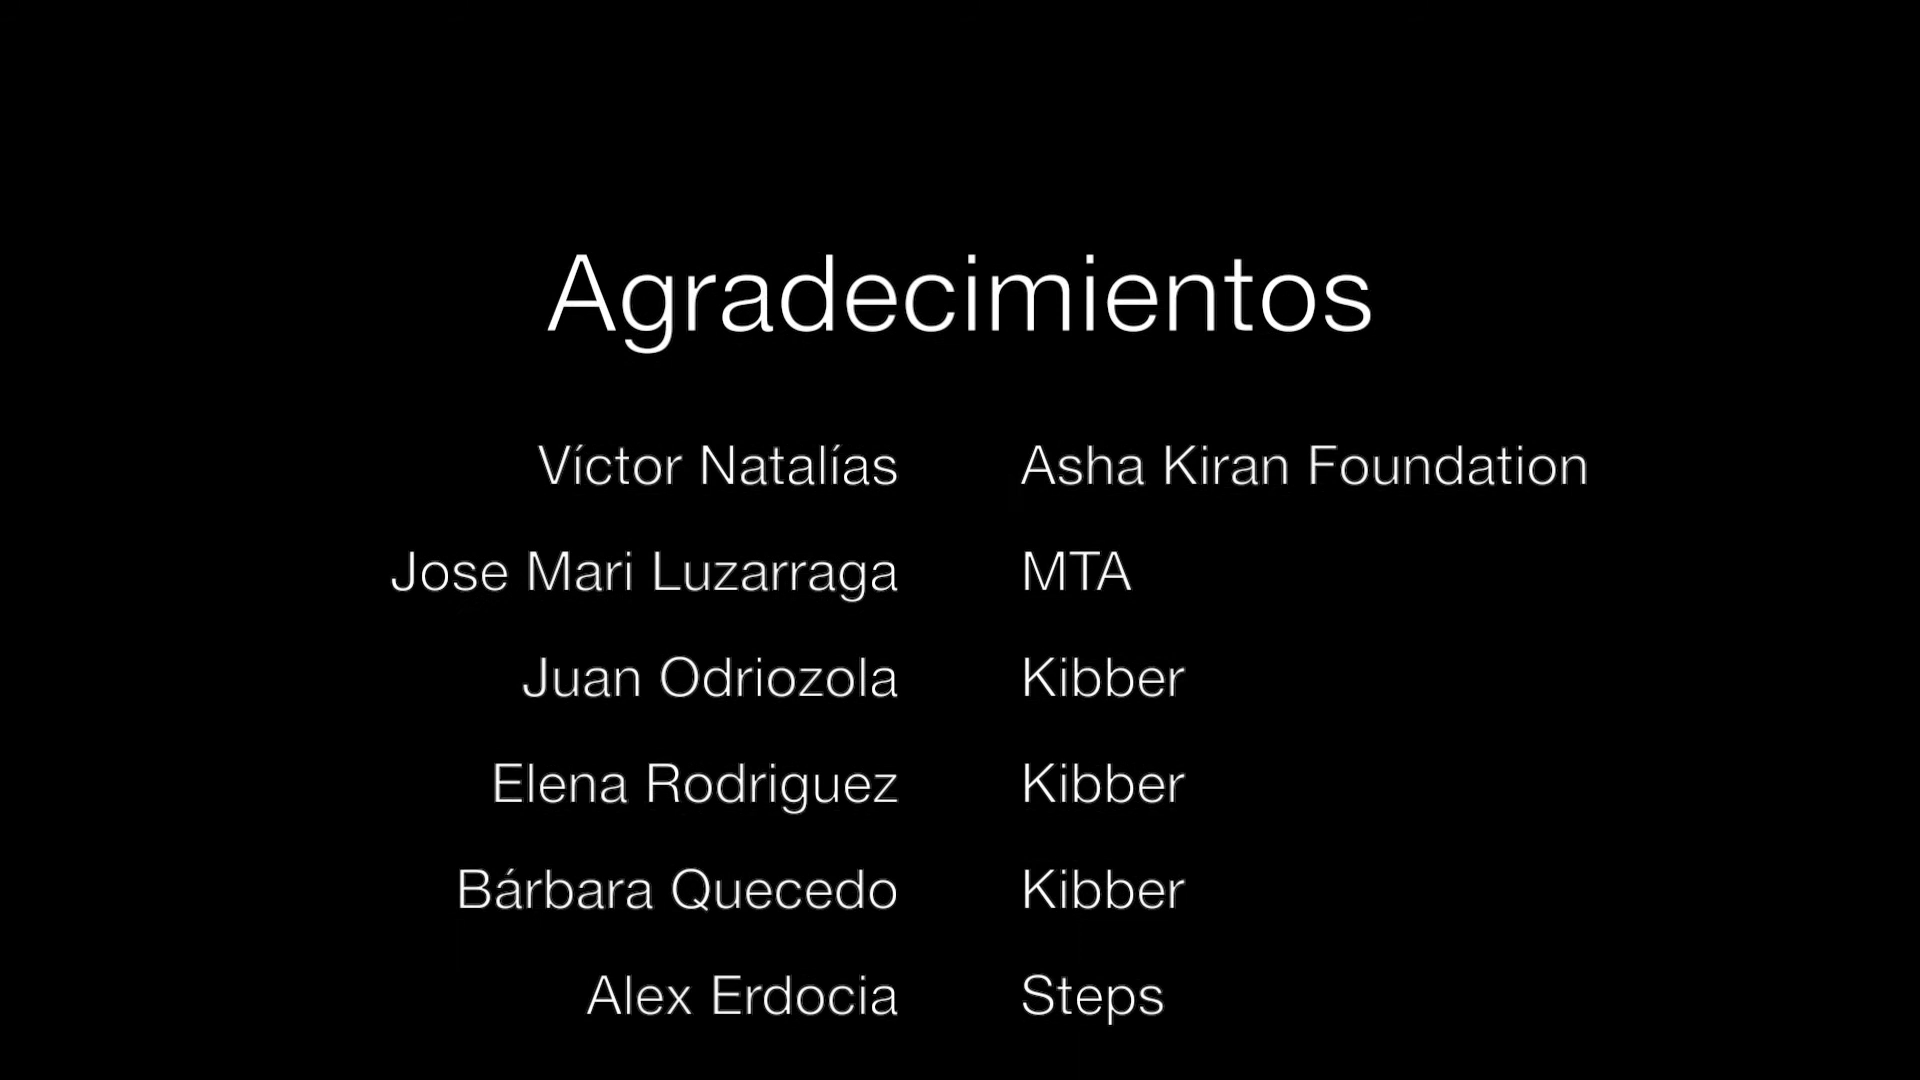 Agradecimientos
Víctor Natalías Asha Kiran Foundation
Jose Mari Luzarraga MTA
Juan Odriozola Kibber
Elena Rodriguez Kibber
Bárbara Quecedo Kibber
Alex Erdocia Steps